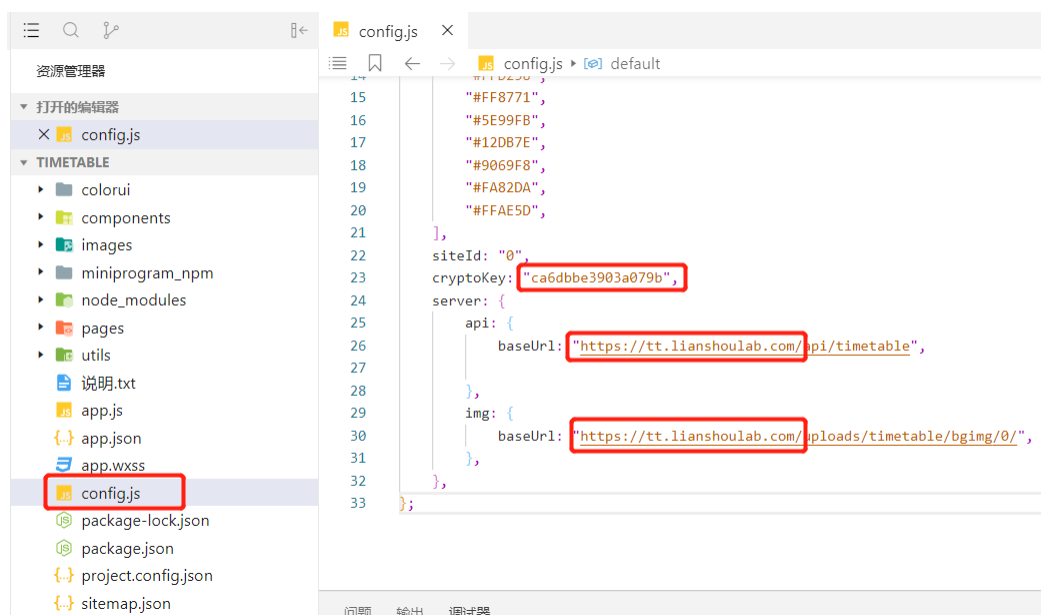 config.js
资源管理器
config.js
default
打开的编辑器
config.js
TIMETABLE
colorui
components
images
miniprogram_npm
node_modules
pages
utils
说明.txt
app.js
app.json
app.wxss
config.js
package-lock.json
package.json
project.config.json
sitemap.json
15 "#FF8771",
16 "#5E99FB",
17 "#12DB7E",
18 "#9069F8",
19 "#FA82DA",
20 "#FFAE5D",
21 ],
22 siteId: "0",
23 cryptoKey: "ca6dbbe3903a079b",
24 server: {
25 api: {
26 baseUrl: "https://tt.lianshoulab.com/api/timetable",
27
28 },
29 img: {
30 baseUrl: "https://tt.lianshoulab.com/uploads/timetable/bgimg/0/",
31 },
32 },
33 };
问题 输出 调试器